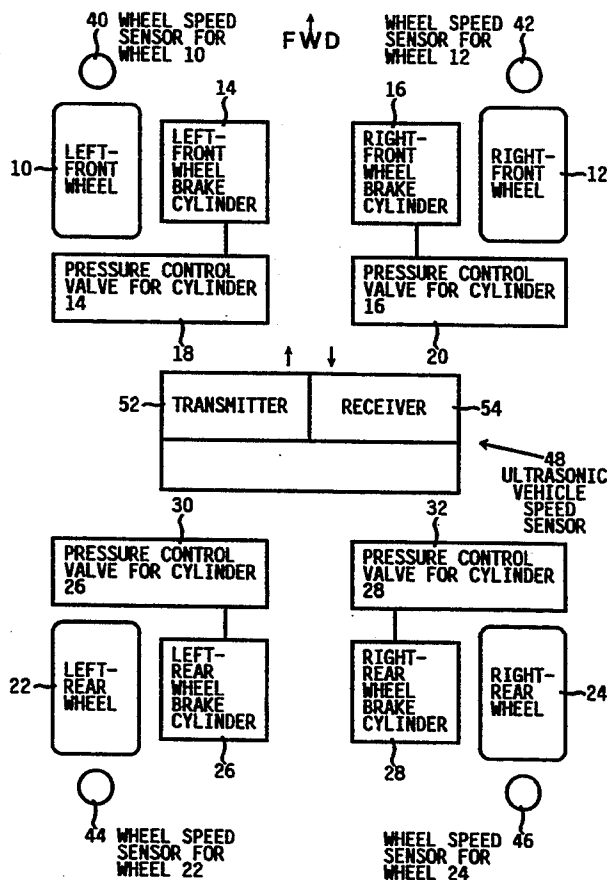 40 WHEEL SPEED
SENSOR FOR
WHEEL 10
FWD
WHEEL SPEED 42
SENSOR FOR
WHEEL 12
14
16
10
LEFT-
FRONT
WHEEL
LEFT-
FRONT
WHEEL
BRAKE
CYLINDER
RIGHT-
FRONT
WHEEL
BRAKE
CYLINDER
RIGHT-
FRONT
WHEEL
12
PRESSURE CONTROL
VALVE FOR CYLINDER
14
PRESSURE CONTROL
VALVE FOR CYLINDER
16
18
20
52
TRANSMITTER
RECEIVER
54
48
ULTRASONIC
VEHICLE
SPEED
SENSOR
30
32
PRESSURE CONTROL
VALVE FOR CYLINDER
26
PRESSURE CONTROL
VALVE FOR CYLINDER
28
22
LEFT-
REAR
WHEEL
LEFT-
REAR
WHEEL
BRAKE
CYLINDER
RIGHT-
REAR
WHEEL
BRAKE
CYLINDER
RIGHT-
REAR
WHEEL
24
26
28
44 WHEEL SPEED
SENSOR FOR
WHEEL 22
WHEEL SPEED 46
SENSOR FOR
WHEEL 24